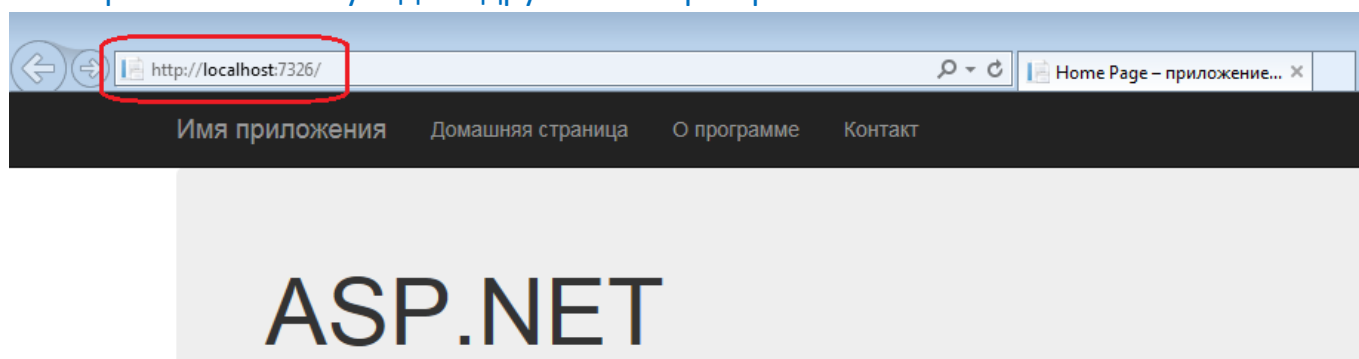 http://localhost:7326/
Home Page – приложение...
Имя приложения Домашняя страница О программе Контакт
ASP.NET